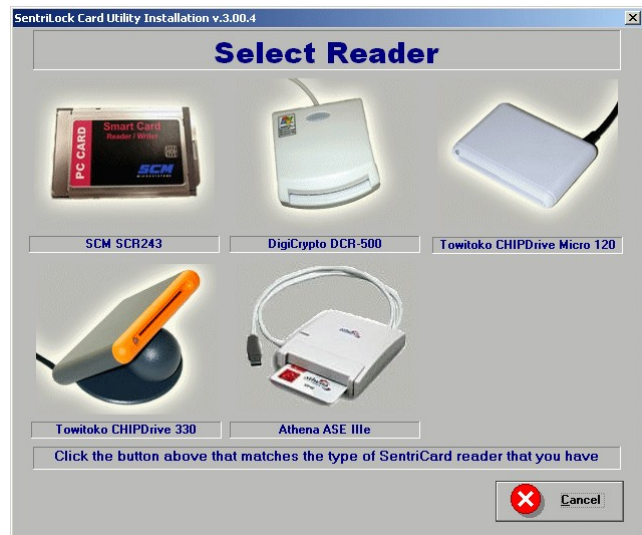 SentriLock Card Utility Installation v.3.00.4
Select Reader
PC CARD
Smart Card
Reader / Writer
SCM
SCM SCR243
DigiCrypto DCR-500
Towitoko CHIPDrive Micro 120
Towitoko CHIPDrive 330
Athena ASE IIIe
Click the button above that matches the type of SentriCard reader that you have
Cancel